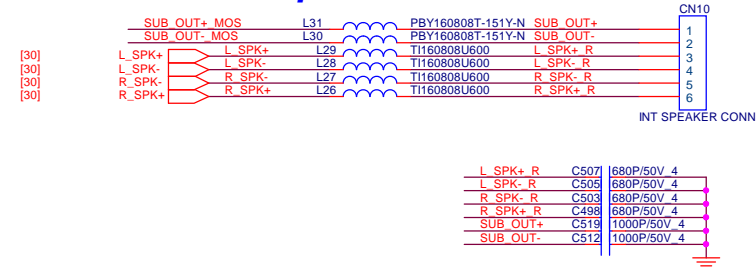 CN10
SUB_OUT+_MOS L31 PBY160808T-151Y-N SUB_OUT+ 1
SUB_OUT-_MOS L30 PBY160808T-151Y-N SUB_OUT- 2
[30] L_SPK+ L_SPK+ L29 TI160808U600 L_SPK+_R 3
[30] L_SPK- L_SPK- L28 TI160808U600 L_SPK-_R 4
[30] R_SPK- R_SPK- L27 TI160808U600 R_SPK-_R 5
[30] R_SPK+ R_SPK+ L26 TI160808U600 R_SPK+_R 6
INT SPEAKER CONN
L_SPK+_R C507 680P/50V_4
L_SPK-_R C505 680P/50V_4
R_SPK-_R C503 680P/50V_4
R_SPK+_R C498 680P/50V_4
SUB_OUT+ C519 1000P/50V_4
SUB_OUT- C512 1000P/50V_4